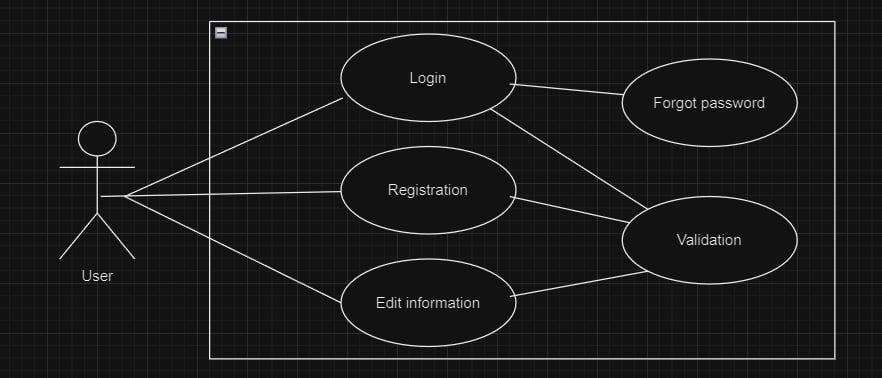 Login
Forgot password
Registration
Validation
User
Edit information